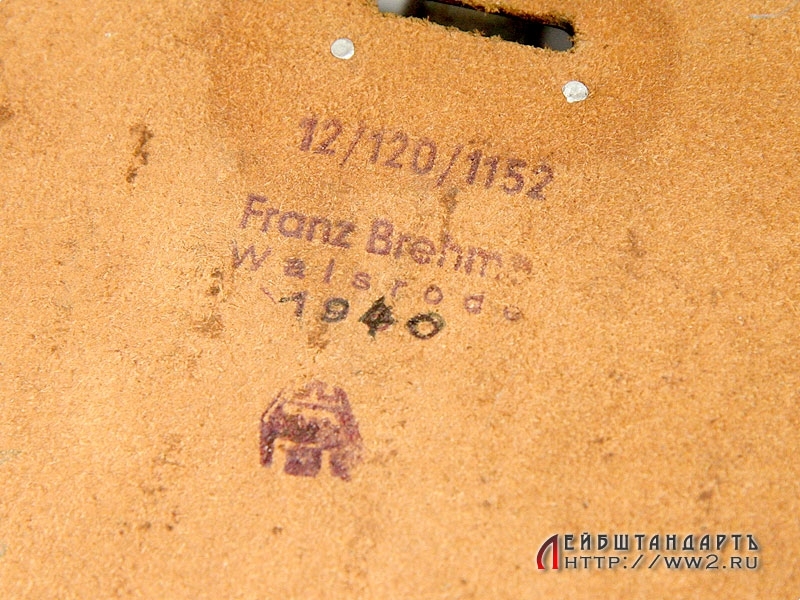 12/120/1152
Franz Brehme
Walsrode
1940
ЛЕЙБШТАНДАРТЪ
HTTP://WW2.RU